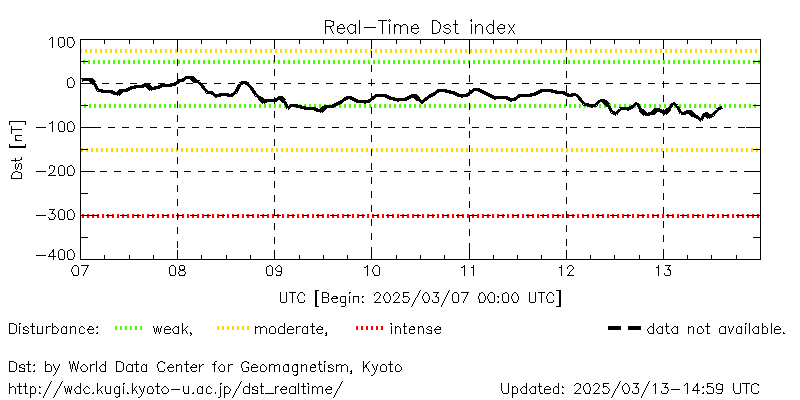 Real-Time Dst index
100
0
-100
-200
-300
-400
Dst [nT]
07 08 09 10 11 12 13
UTC [Begin: 2025/03/07 00:00 UTC]
Disturbance: weak, moderate, intense data not available.
Dst: by World Data Center for Geomagnetism, Kyoto
http://wdc.kugi.kyoto-u.ac.jp/dst_realtime/ Updated: 2025/03/13-14:59 UTC